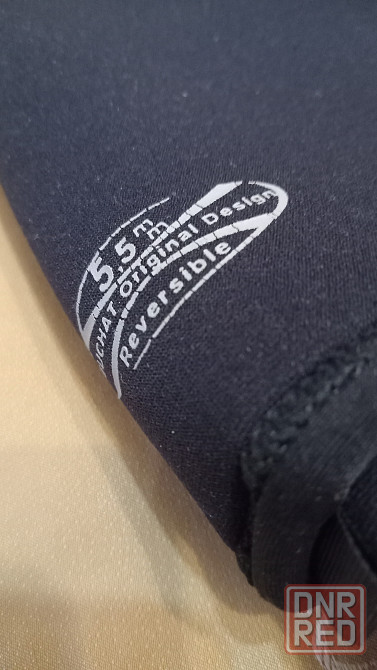 5,5 mm
Original Design
Reversible
DNR
RED